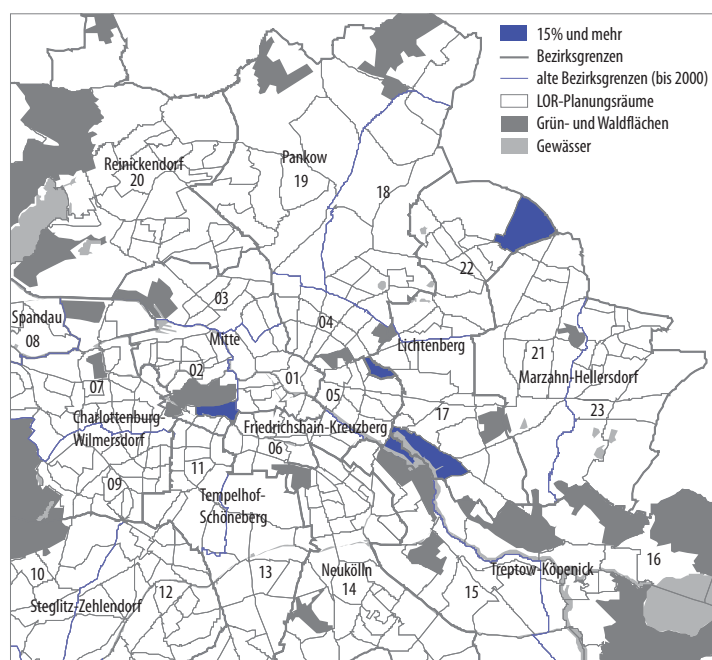 15% und mehr
Bezirksgrenzen
alte Bezirksgrenzen (bis 2000)
LOR-Planungsräume
Grün- und Waldflächen
Gewässer
Reinickendorf
20
Pankow
19
18
22
03
04
Spandau
08
Mitte
Lichtenberg
21
02
01
05
Marzahn-Hellersdorf
07
17
23
Charlottenburg-
Wilmersdorf
Friedrichshain-Kreuzberg
06
11
09
Tempelhof-
Schöneberg
10
12
13
Neukölln
14
15
Treptow-Köpenick
16
Steglitz-Zehlendorf